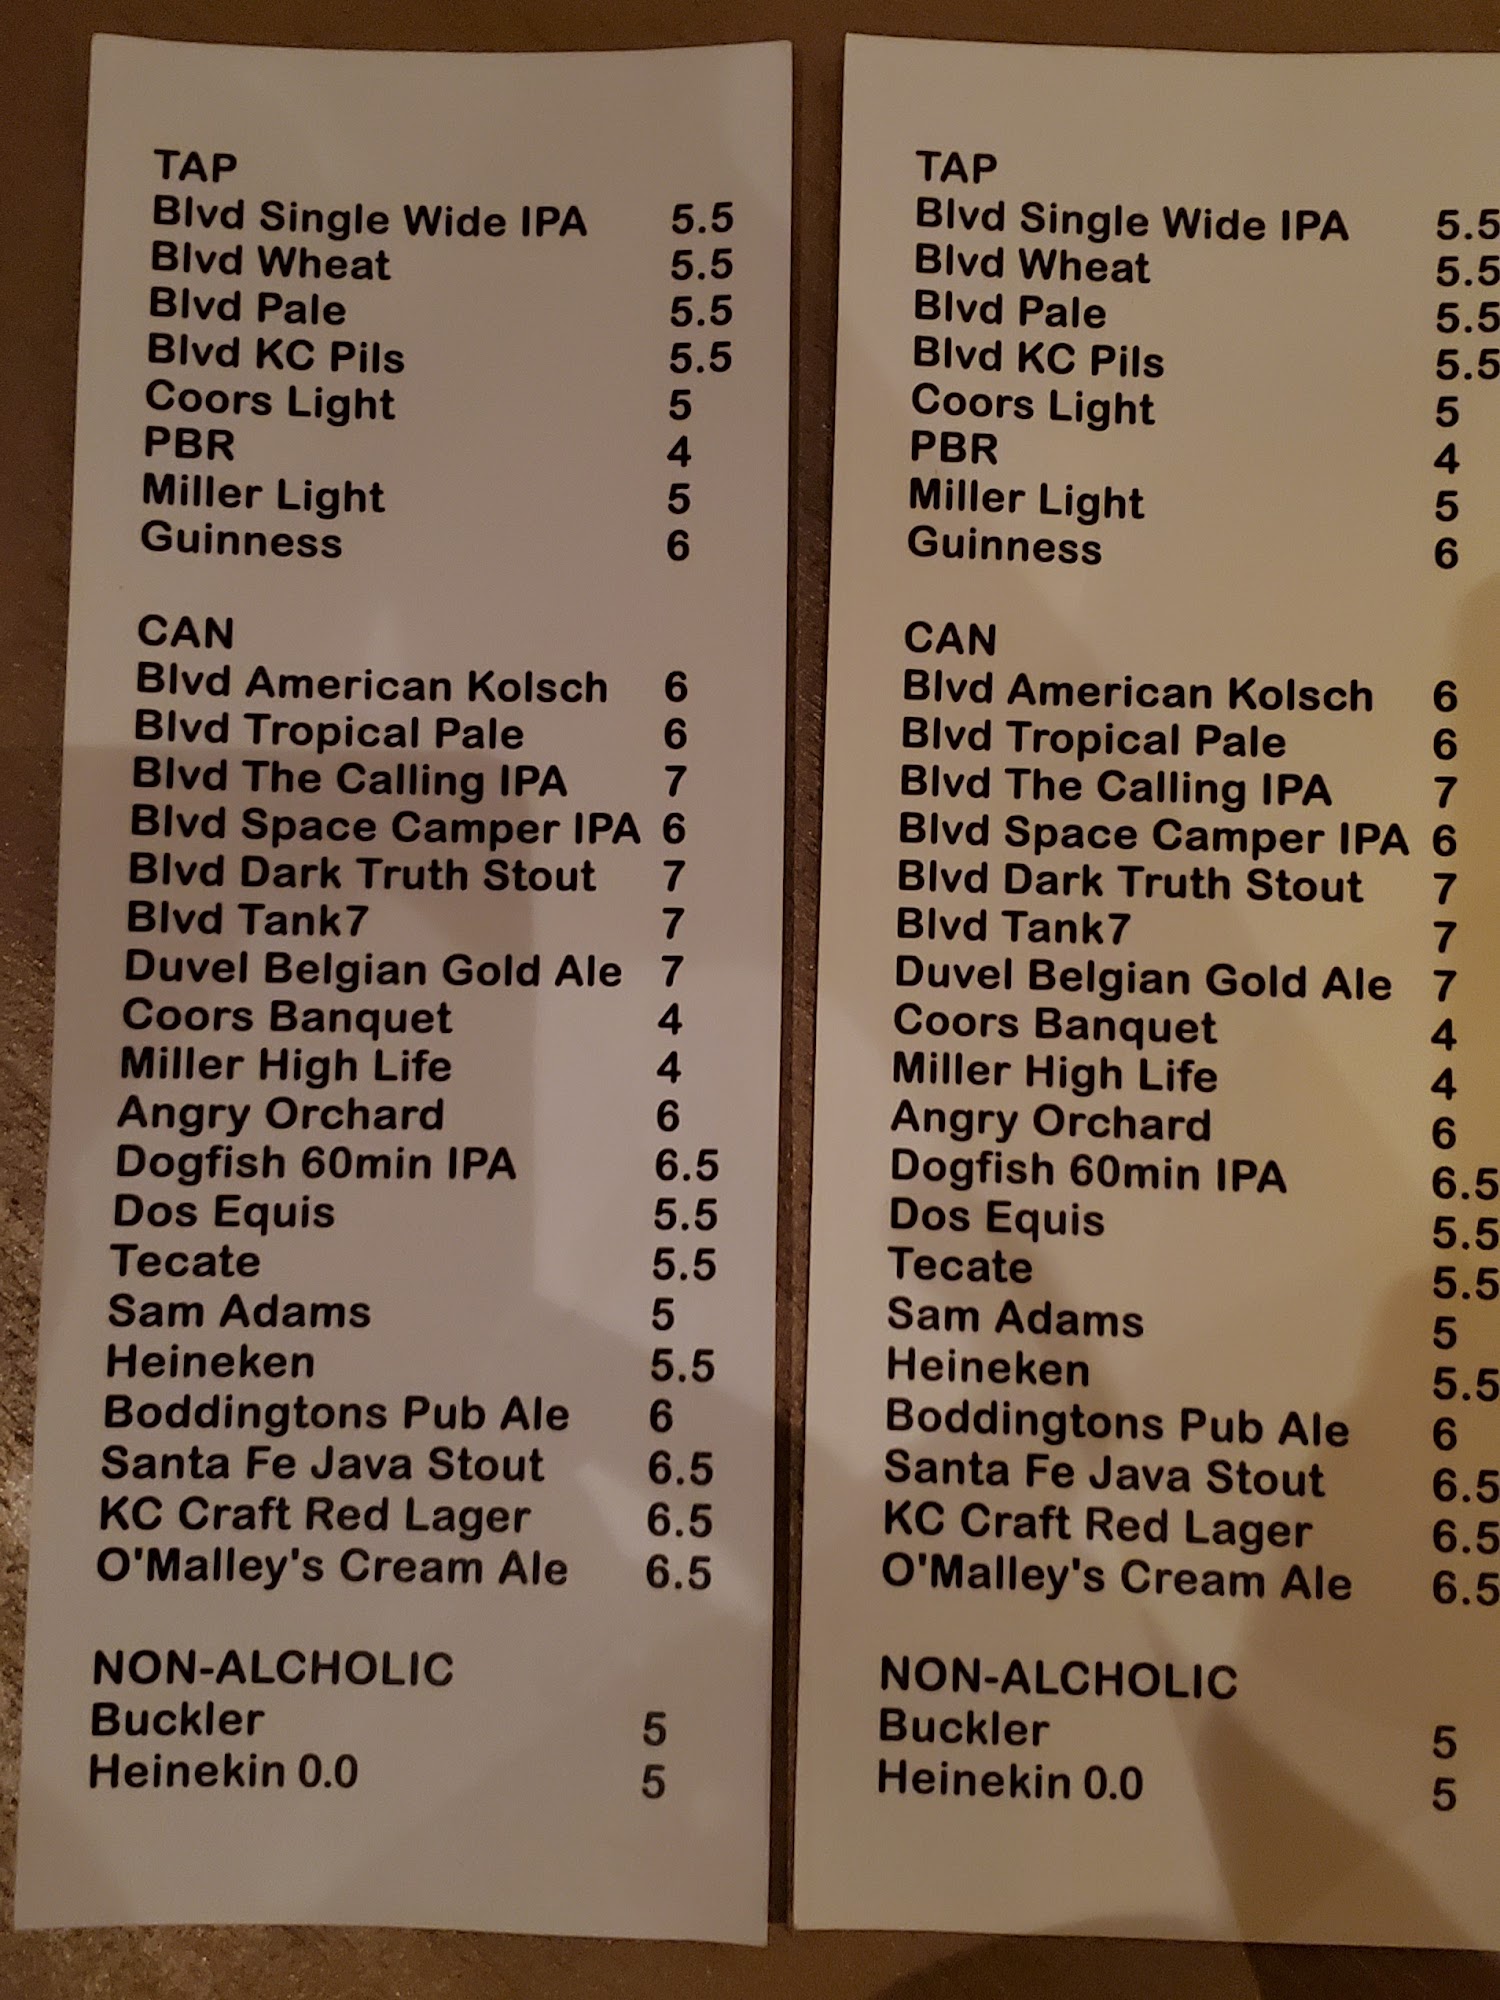 TAP
Blvd Single Wide IPA 5.5
Blvd Wheat 5.5
Blvd Pale 5.5
Blvd KC Pils 5.5
Coors Light 5
PBR 4
Miller Light 5
Guinness 6
CAN
Blvd American Kolsch 6
Blvd Tropical Pale 6
Blvd The Calling IPA 7
Blvd Space Camper IPA 6
Blvd Dark Truth Stout 7
Blvd Tank7 7
Duvel Belgian Gold Ale 7
Coors Banquet 4
Miller High Life 4
Angry Orchard 6
Dogfish 60min IPA 6.5
Dos Equis 5.5
Tecate 5.5
Sam Adams 5
Heineken 5.5
Boddingtons Pub Ale 6
Santa Fe Java Stout 6.5
KC Craft Red Lager 6.5
O'Malley's Cream Ale 6.5
NON-ALCHOLIC
Buckler 5
Heinekin 0.0 5
TAP
Blvd Single Wide IPA 5.5
Blvd Wheat 5.5
Blvd Pale 5.5
Blvd KC Pils 5.5
Coors Light 5
PBR 4
Miller Light 5
Guinness 6
CAN
Blvd American Kolsch 6
Blvd Tropical Pale 6
Blvd The Calling IPA 7
Blvd Space Camper IPA 6
Blvd Dark Truth Stout 7
Blvd Tank7 7
Duvel Belgian Gold Ale 7
Coors Banquet 4
Miller High Life 4
Angry Orchard 6
Dogfish 60min IPA 6.5
Dos Equis 5.5
Tecate 5.5
Sam Adams 5
Heineken 5.5
Boddingtons Pub Ale 6
Santa Fe Java Stout 6.5
KC Craft Red Lager 6.5
O'Malley's Cream Ale 6.5
NON-ALCHOLIC
Buckler 5
Heinekin 0.0 5